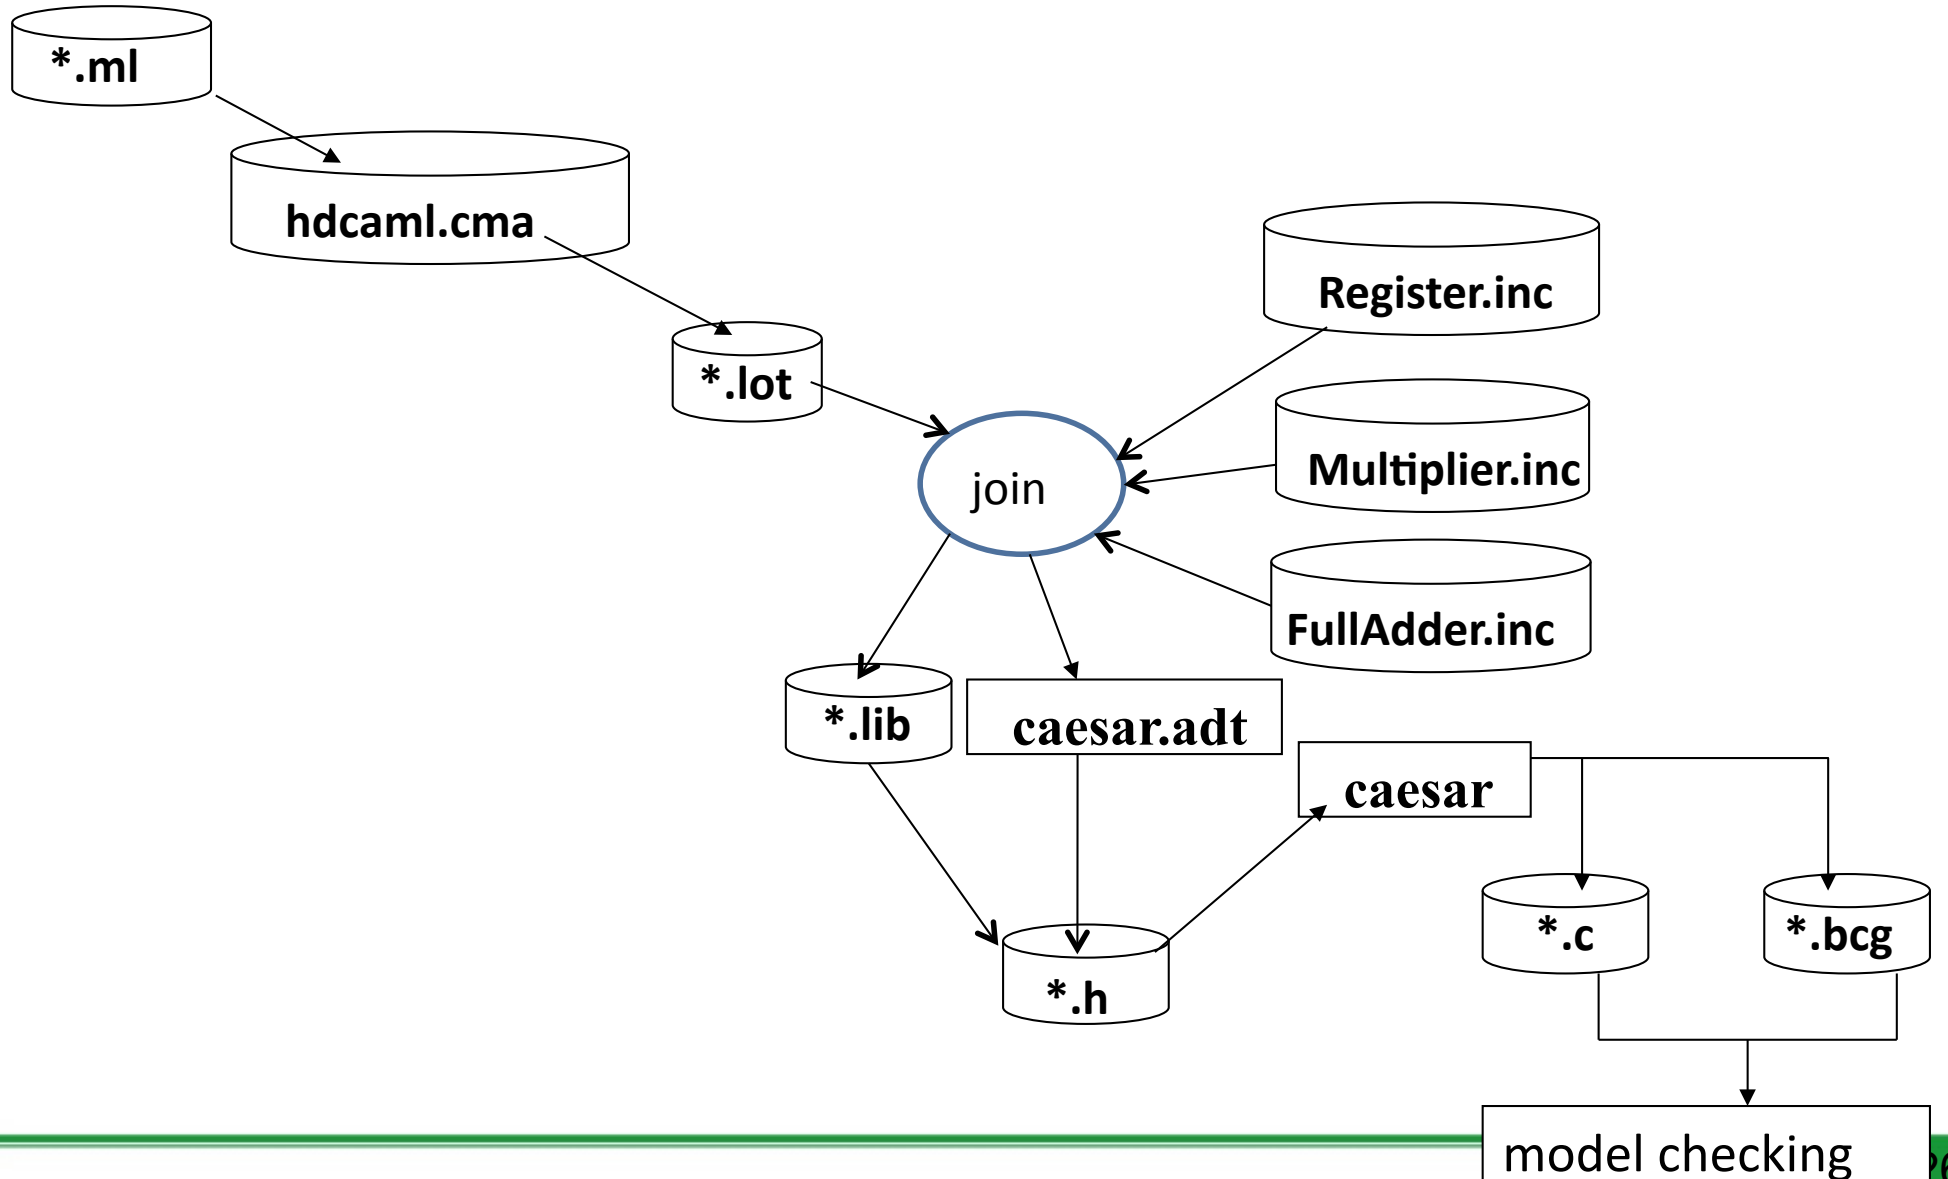 *.ml
hdcaml.cma
Register.inc
*.lot
Multiplier.inc
join
FullAdder.inc
*.lib
caesar.adt
caesar
*.c
*.bcg
*.h
model checking